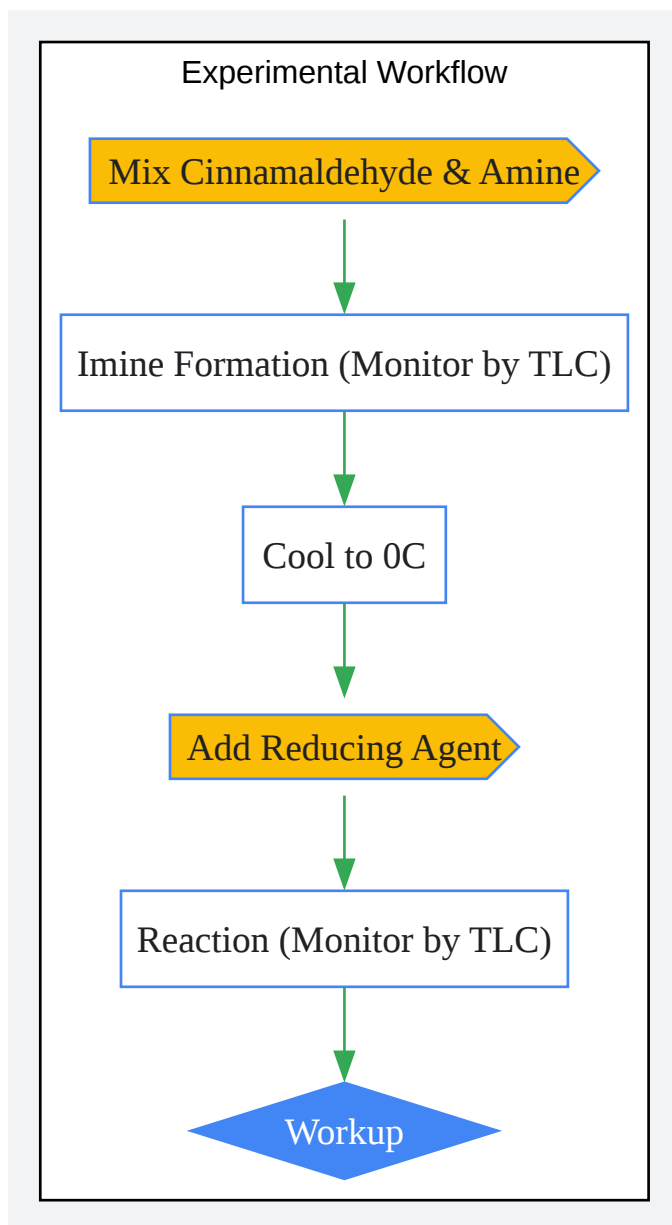 Experimental Workflow
Mix Cinnamaldehyde & Amine
Imine Formation (Monitor by TLC)
Cool to 0C
Add Reducing Agent
Reaction (Monitor by TLC)
Workup